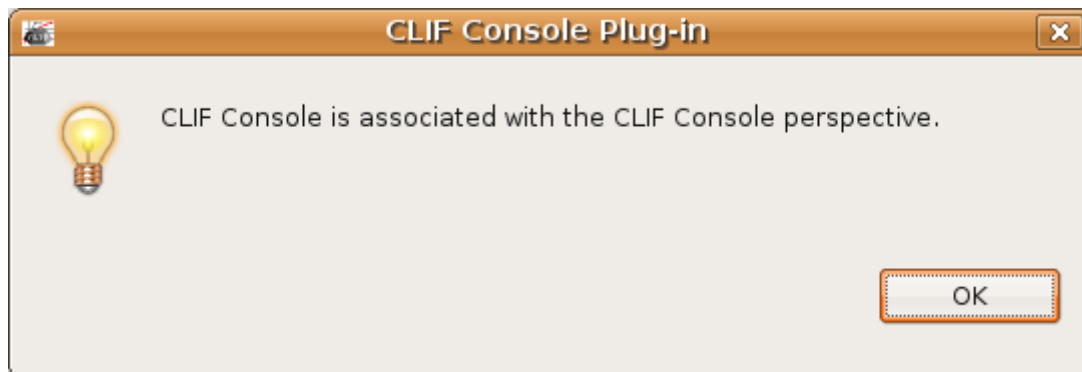 CLIF Console Plug-in
CLIF Console is associated with the CLIF Console perspective.
OK